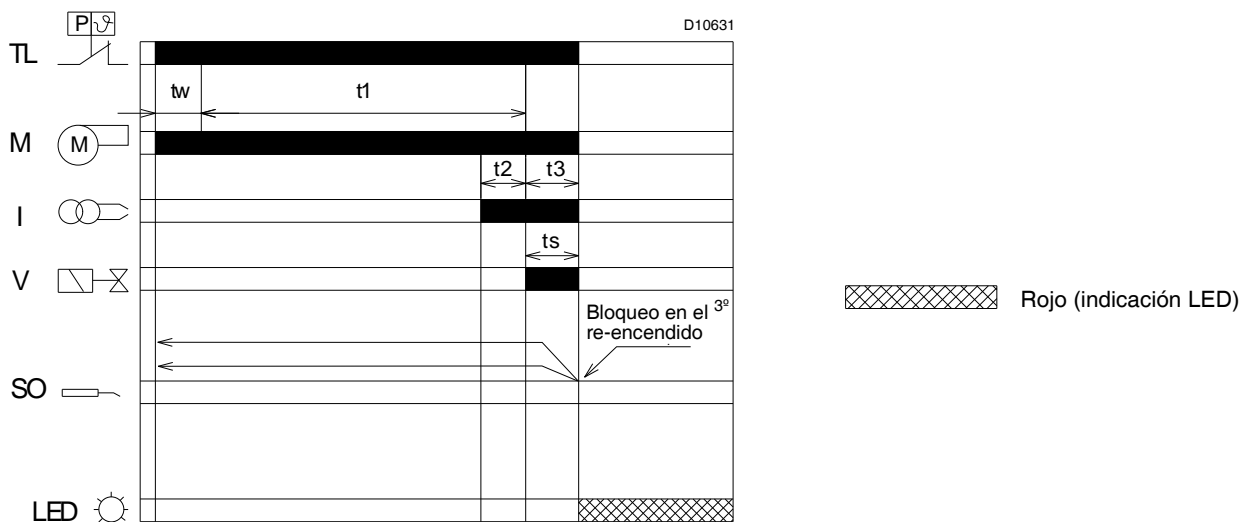 P ϑ
D10631
TL
tw t1
M M
t2 t3
I
ts
V
Bloqueo en el 3º
re-encendido
Rojo (indicación LED)
SO
LED